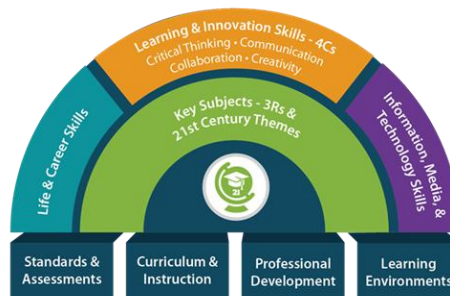 Learning & Innovation Skills - 4Cs
Critical Thinking • Communication
Collaboration • Creativity
Life & Career Skills
Key Subjects - 3Rs &
21st Century Themes
Information, Media, &
Technology Skills
21
Standards &
Assessments
Curriculum &
Instruction
Professional
Development
Learning
Environments